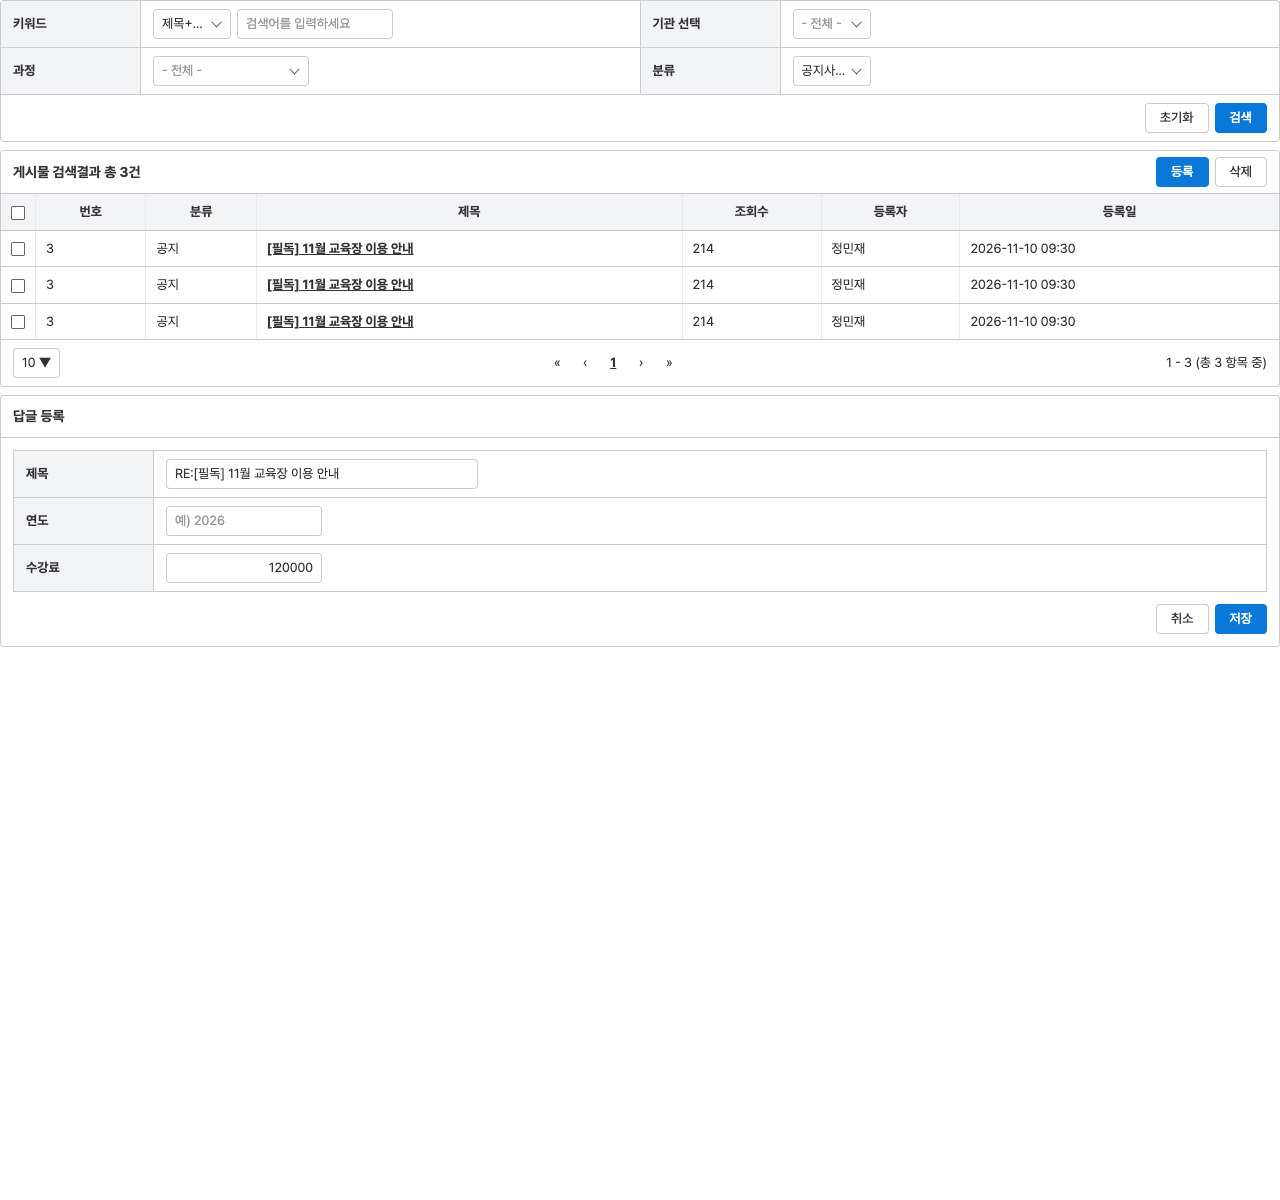 키워드 제목+... 검색어를 입력하세요 기관 선택 - 전체 -
과정 - 전체 - 분류 공지사...
초기화 검색
게시물 검색결과 총 3건 등록 삭제
번호 분류 제목 조회수 등록자 등록일
3 공지 [필독] 11월 교육장 이용 안내 214 정민재 2026-11-10 09:30
3 공지 [필독] 11월 교육장 이용 안내 214 정민재 2026-11-10 09:30
3 공지 [필독] 11월 교육장 이용 안내 214 정민재 2026-11-10 09:30
10 ▼ « ‹ 1 › » 1 - 3 (총 3 항목 중)
답글 등록
제목 RE:[필독] 11월 교육장 이용 안내
연도 예) 2026
수강료 120000
취소 저장